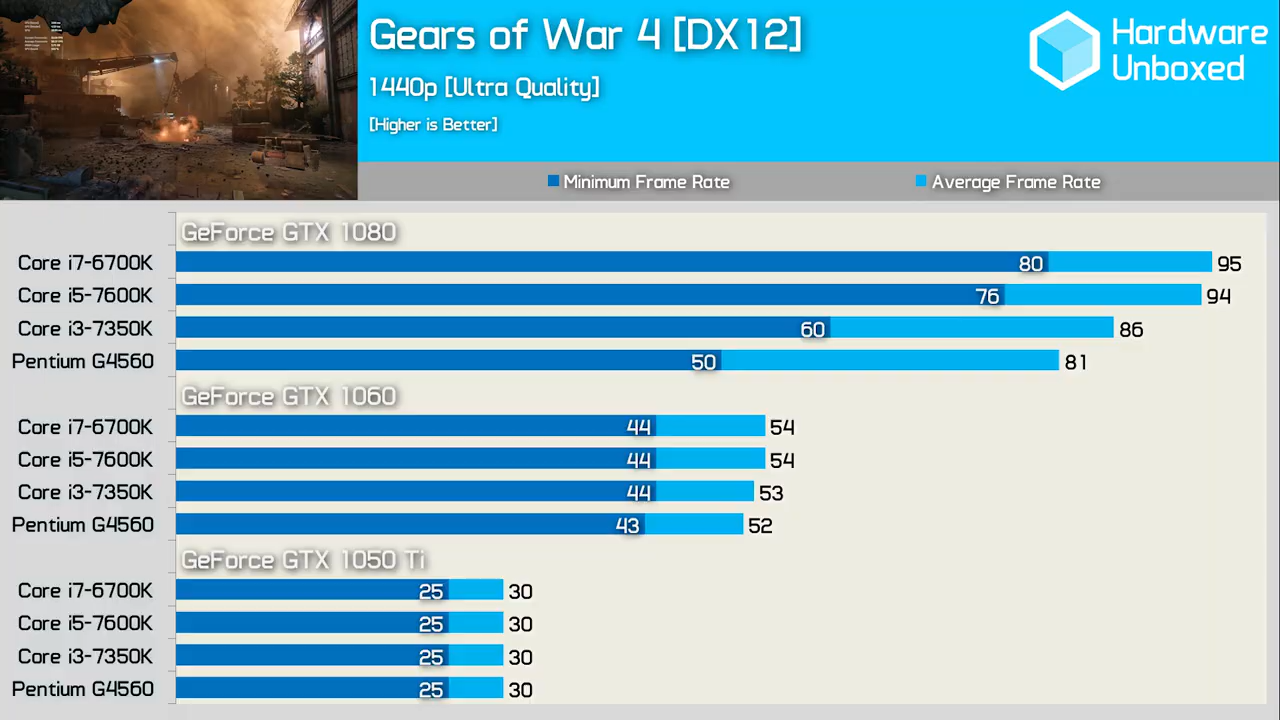 Gears of War 4 [DX12]
1440p [Ultra Quality]
[Higher is Better]
Hardware
Unboxed
Minimum Frame Rate Average Frame Rate
GeForce GTX 1080
Core i7-6700K 80 95
Core i5-7600K 76 94
Core i3-7350K 60 86
Pentium G4560 50 81
GeForce GTX 1060
Core i7-6700K 44 54
Core i5-7600K 44 54
Core i3-7350K 44 53
Pentium G4560 43 52
GeForce GTX 1050 Ti
Core i7-6700K 25 30
Core i5-7600K 25 30
Core i3-7350K 25 30
Pentium G4560 25 30